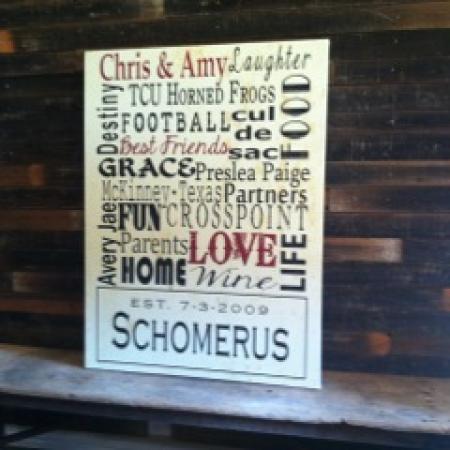 Chris & Amy Laughter
Destiny
TCU HORNED FROGS
FOOD
FOOTBALL cul
de
Best Friends
sac
GRACE Preslea Paige
McKinney-Texas Partners
Avery Jae
FUN CROSSPOINT
Parents LOVE
LIFE
HOME Wine
EST. 7-3-2009
SCHOMERUS